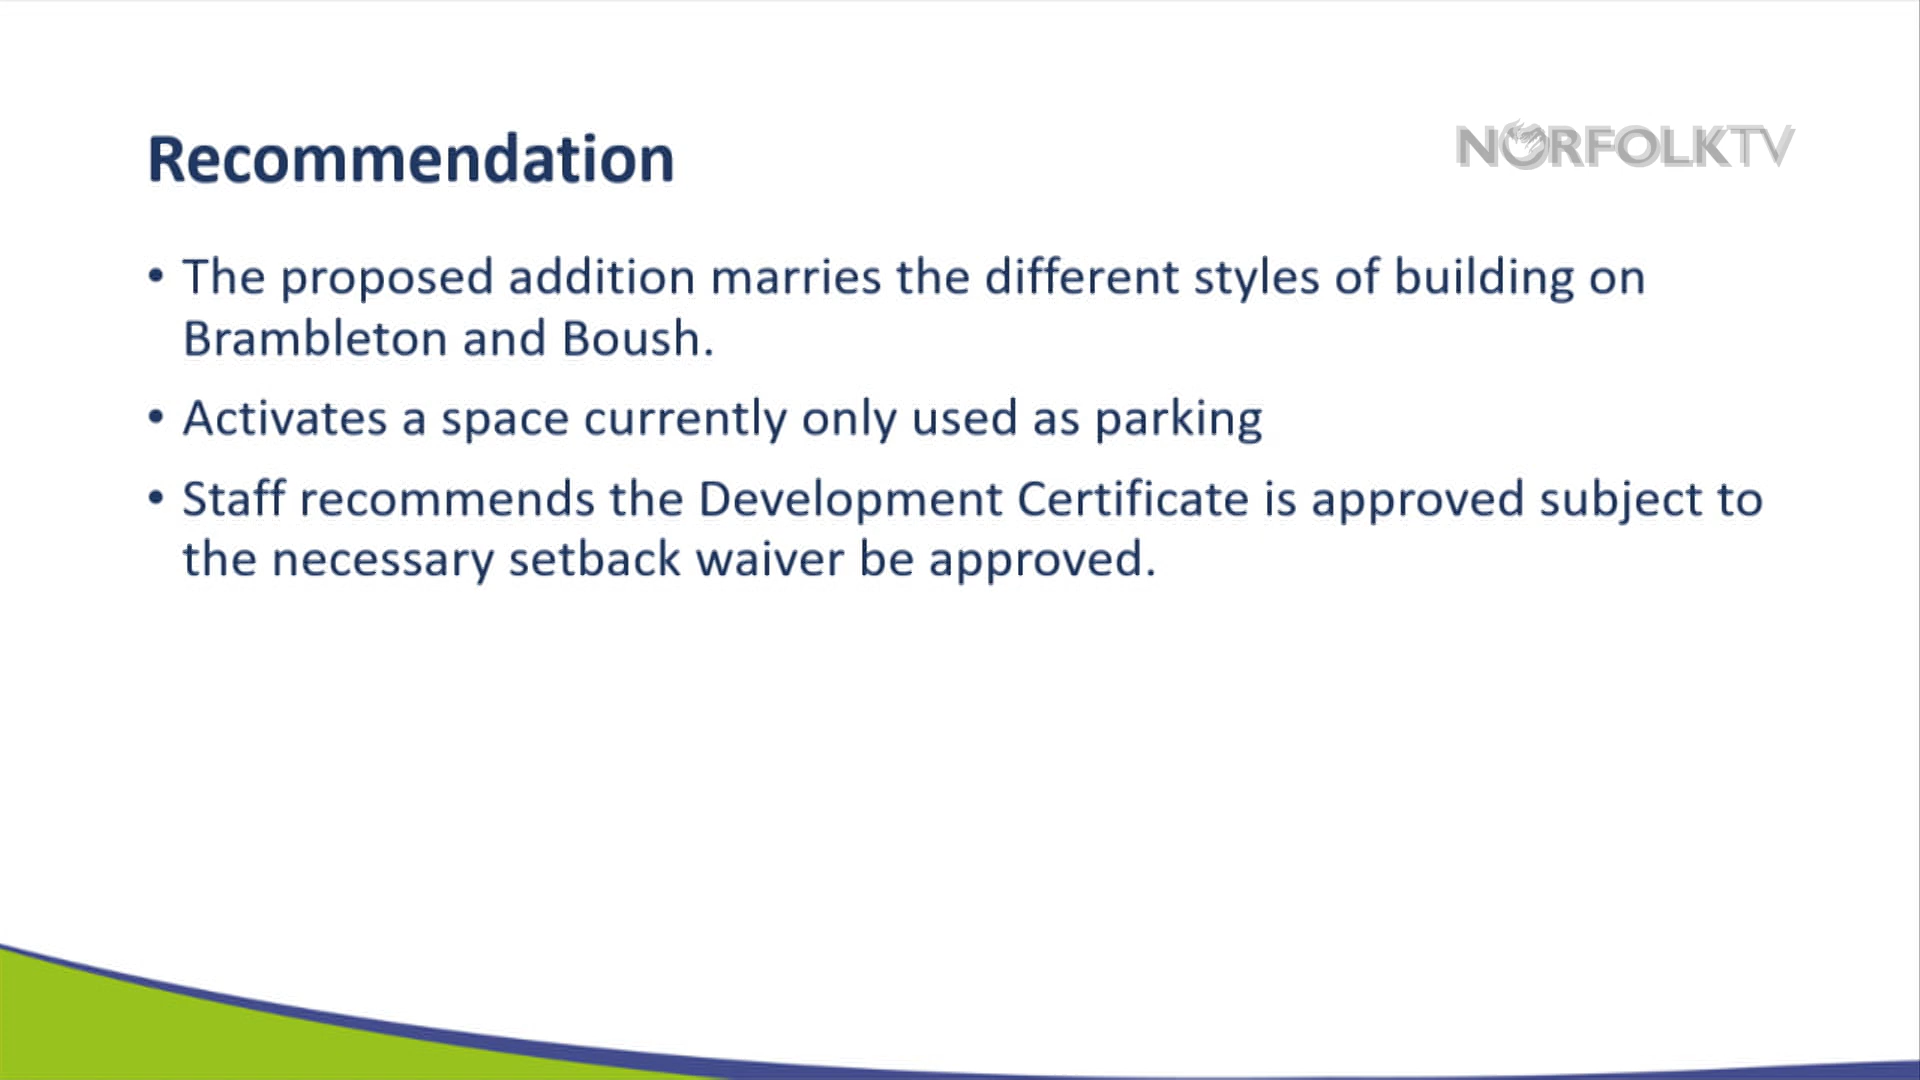 Recommendation
NORFOLKTV
• The proposed addition marries the different styles of building on
Brambleton and Boush.
• Activates a space currently only used as parking
• Staff recommends the Development Certificate is approved subject to
the necessary setback waiver be approved.